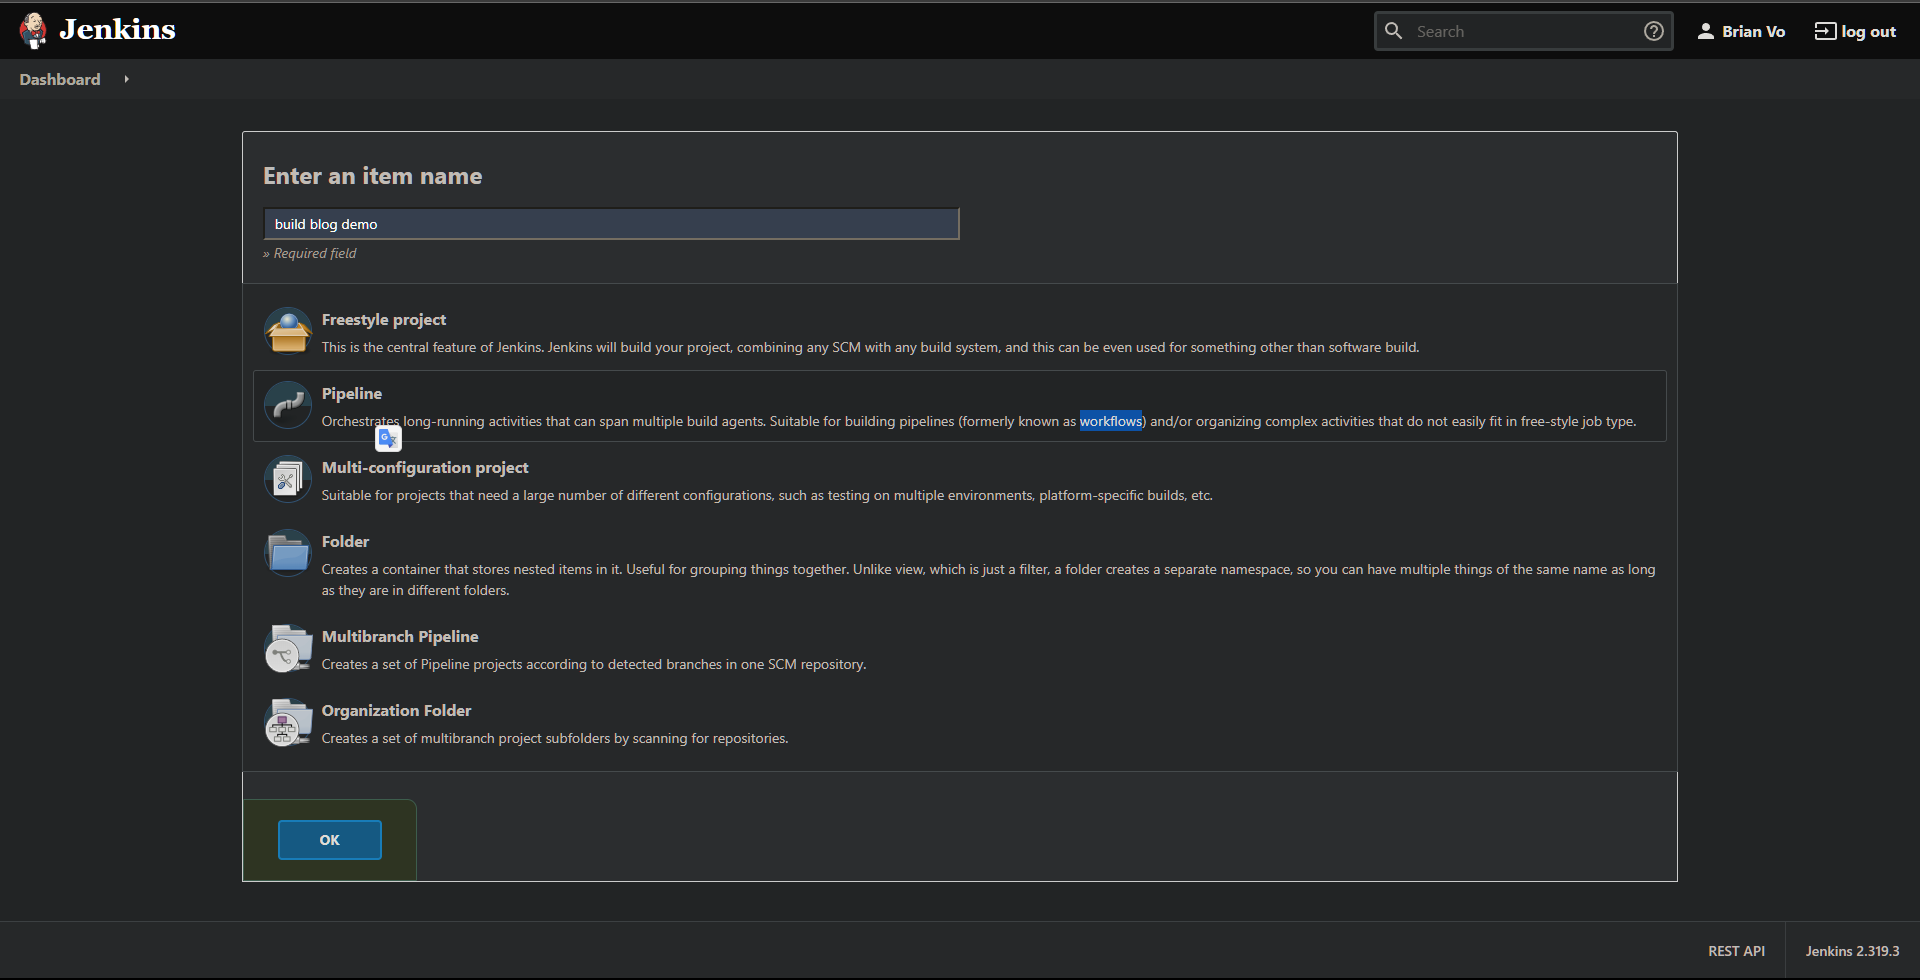 Jenkins
Search
Brian Vo
log out
Dashboard
Enter an item name
build blog demo
» Required field
Freestyle project
This is the central feature of Jenkins. Jenkins will build your project, combining any SCM with any build system, and this can be even used for something other than software build.
Pipeline
Orchestrates long-running activities that can span multiple build agents. Suitable for building pipelines (formerly known as workflows) and/or organizing complex activities that do not easily fit in free-style job type.
Multi-configuration project
Suitable for projects that need a large number of different configurations, such as testing on multiple environments, platform-specific builds, etc.
Folder
Creates a container that stores nested items in it. Useful for grouping things together. Unlike view, which is just a filter, a folder creates a separate namespace, so you can have multiple things of the same name as long
as they are in different folders.
Multibranch Pipeline
Creates a set of Pipeline projects according to detected branches in one SCM repository.
Organization Folder
Creates a set of multibranch project subfolders by scanning for repositories.
OK
REST API
Jenkins 2.319.3